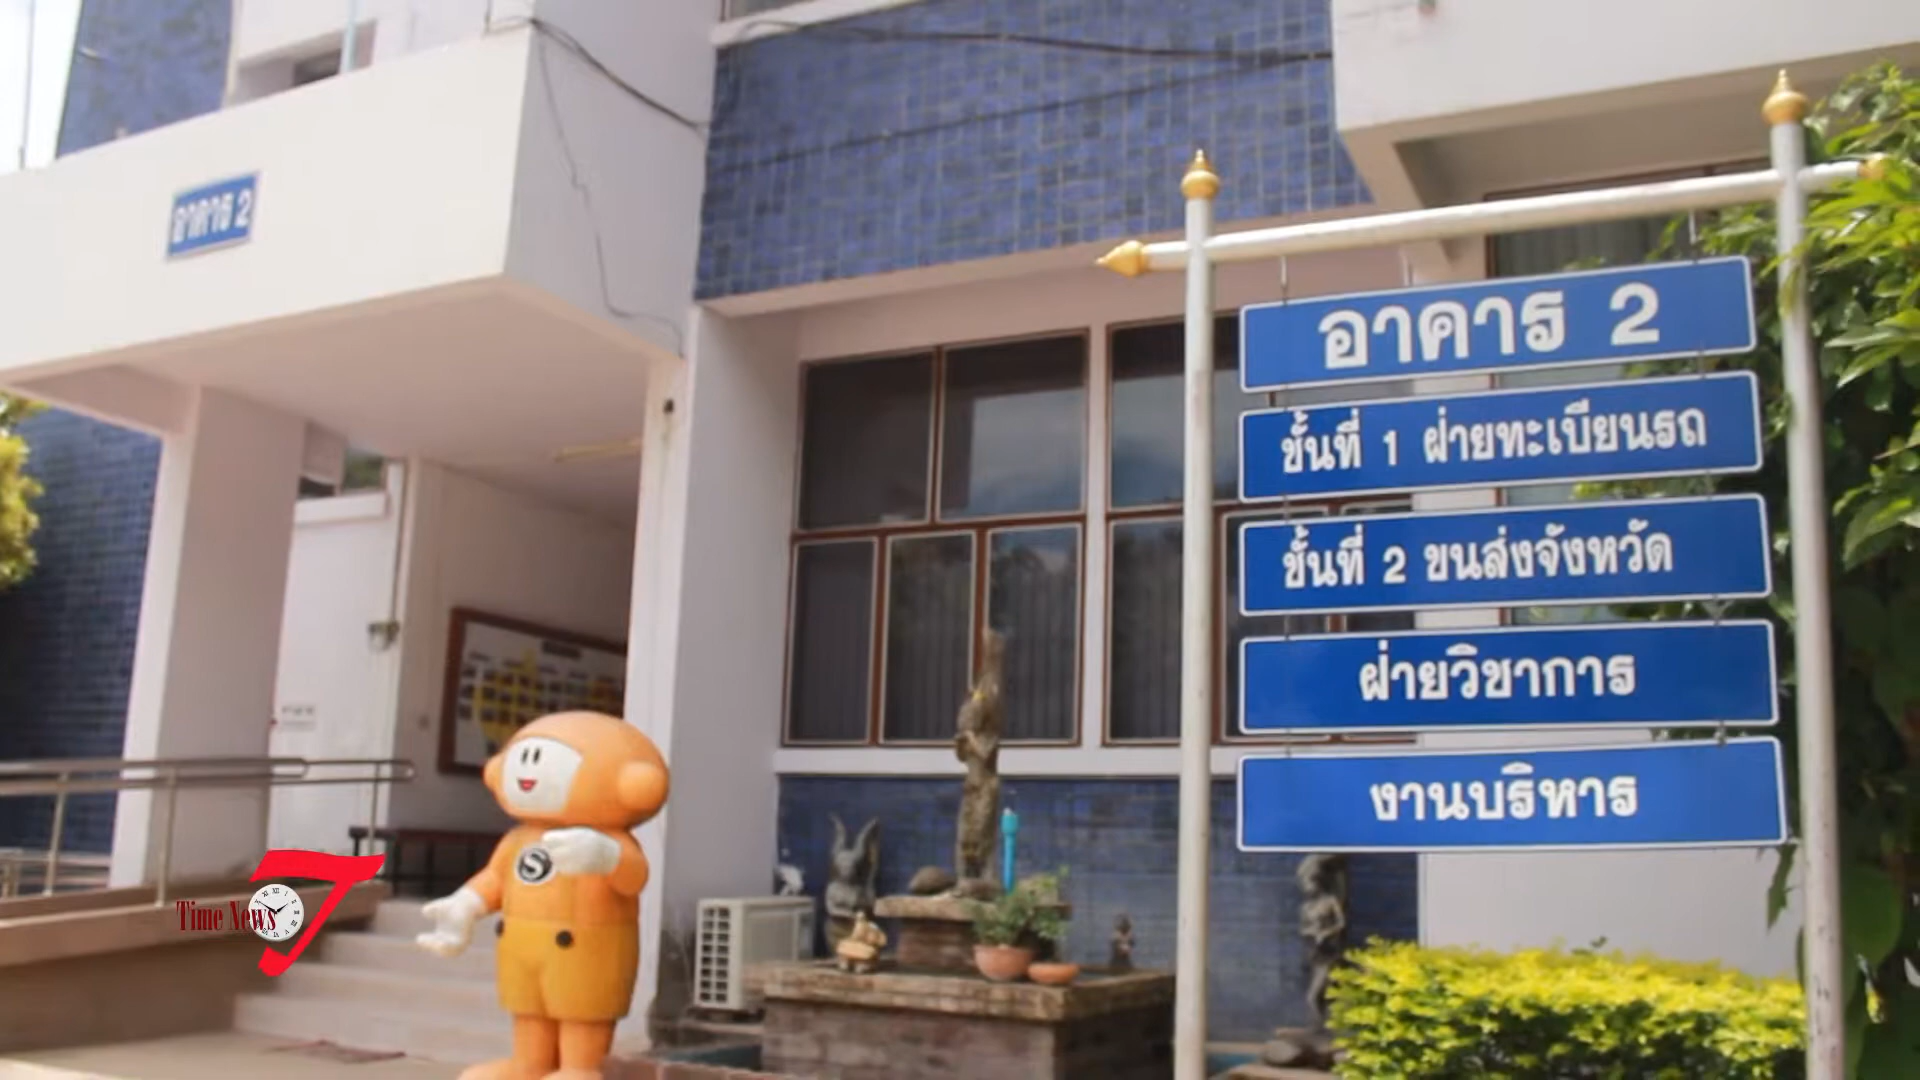 อาคาร 2
อาคาร 2
ชั้นที่ 1 ฝ่ายทะเบียนรถ
ชั้นที่ 2 ขนส่งจังหวัด
ฝ่ายวิชาการ
งานบริหาร
S
Time News